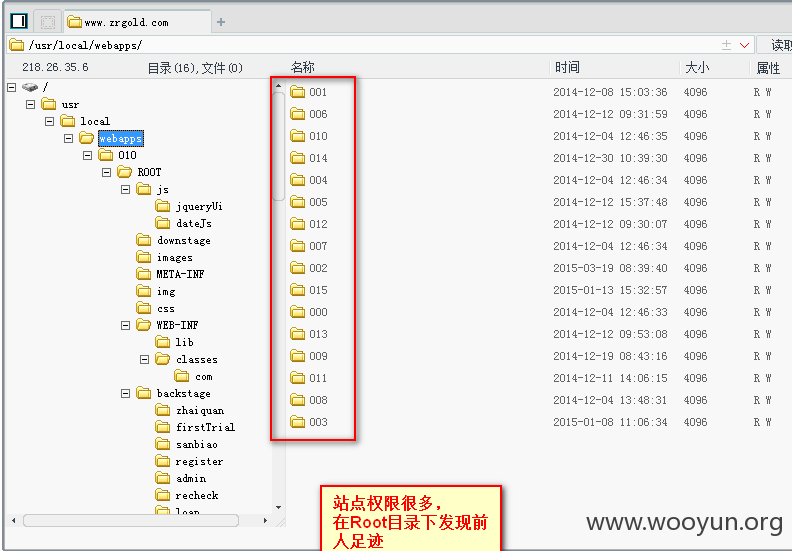 www.zrgold.com
/usr/local/webapps/
读取
218.26.35.6 目录(16),文件(0) 名称 时间 大小 属性
/
usr
local
webapps
010
ROOT
js
jqueryUi
dateJs
downstage
images
META-INF
img
css
WEB-INF
lib
classes
com
backstage
zhaiquan
firstTrial
sanbiao
register
admin
recheck
loan
001 2014-12-08 15:03:36 4096 R W
006 2014-12-12 09:31:59 4096 R W
010 2014-12-04 12:46:35 4096 R W
014 2014-12-30 10:39:30 4096 R W
004 2014-12-04 12:46:34 4096 R W
005 2014-12-12 15:37:48 4096 R W
012 2014-12-12 09:30:07 4096 R W
007 2014-12-04 12:46:34 4096 R W
002 2015-03-19 08:39:40 4096 R W
015 2015-01-13 15:32:57 4096 R W
000 2014-12-04 12:46:33 4096 R W
013 2014-12-12 09:53:08 4096 R W
009 2014-12-19 08:43:16 4096 R W
011 2014-12-11 14:06:15 4096 R W
008 2014-12-04 13:48:31 4096 R W
003 2015-01-08 11:06:34 4096 R W
站点权限很多，
在Root目录下发现前
人足迹
www.wooyun.org